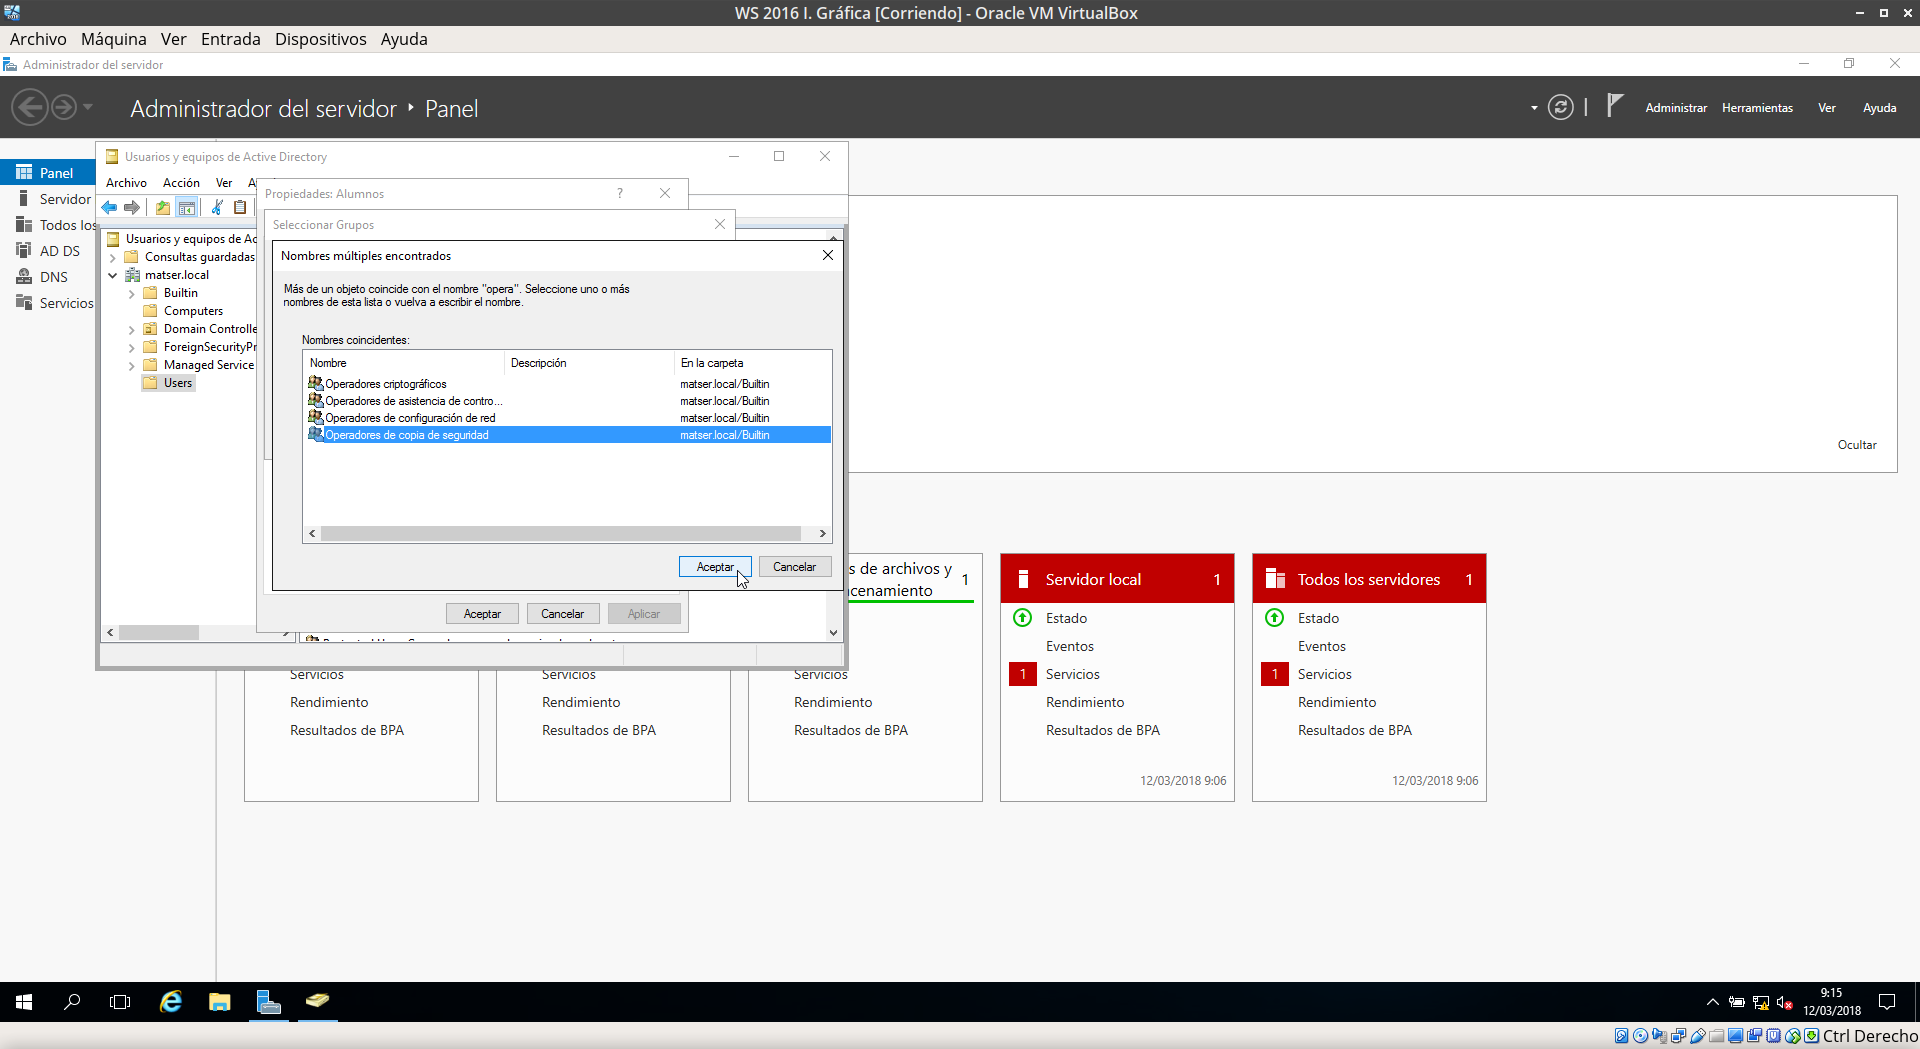 WS 2016 I. Gráfica [Corriendo] - Oracle VM VirtualBox
Archivo Máquina Ver Entrada Dispositivos Ayuda
Administrador del servidor
Administrador del servidor ‣ Panel
Administrar Herramientas Ver Ayuda
Panel
Servidor
Todos los
AD DS
DNS
Servicios
Usuarios y equipos de Active Directory
Archivo Acción Ver A
Usuarios y equipos de Ac
Consultas guardadas
matser.local
Builtin
Computers
Domain Controlle
ForeignSecurityPr
Managed Service
Users
Propiedades: Alumnos ?
Seleccionar Grupos
Nombres múltiples encontrados
Más de un objeto coincide con el nombre "opera". Seleccione uno o más
nombres de esta lista o vuelva a escribir el nombre.
Nombres coincidentes:
Nombre Descripción En la carpeta
Operadores criptográficos matser.local/Builtin
Operadores de asistencia de contro... matser.local/Builtin
Operadores de configuración de red matser.local/Builtin
Operadores de copia de seguridad matser.local/Builtin
Aceptar Cancelar
Aceptar Cancelar Aplicar
Ocultar
Servicios
Rendimiento
Resultados de BPA
Servicios
Rendimiento
Resultados de BPA
s de archivos y 1
cenamiento
Servicios
Rendimiento
Resultados de BPA
Servidor local 1
Estado
Eventos
1 Servicios
Rendimiento
Resultados de BPA
12/03/2018 9:06
Todos los servidores 1
Estado
Eventos
1 Servicios
Rendimiento
Resultados de BPA
12/03/2018 9:06
9:15
12/03/2018
Ctrl Derecho